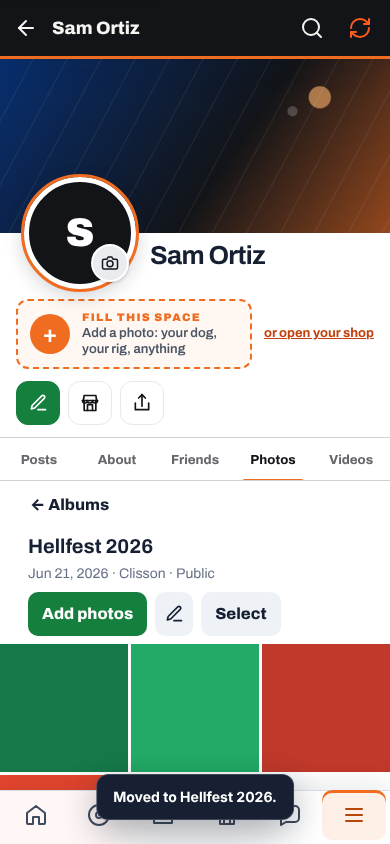 Sam Ortiz
S
Sam Ortiz
FILL THIS SPACE
+
Add a photo: your dog,
your rig, anything
or open your shop
Posts
About
Friends
Photos
Videos
← Albums
Hellfest 2026
Jun 21, 2026 · Clisson · Public
Add photos
Select
Moved to Hellfest 2026.